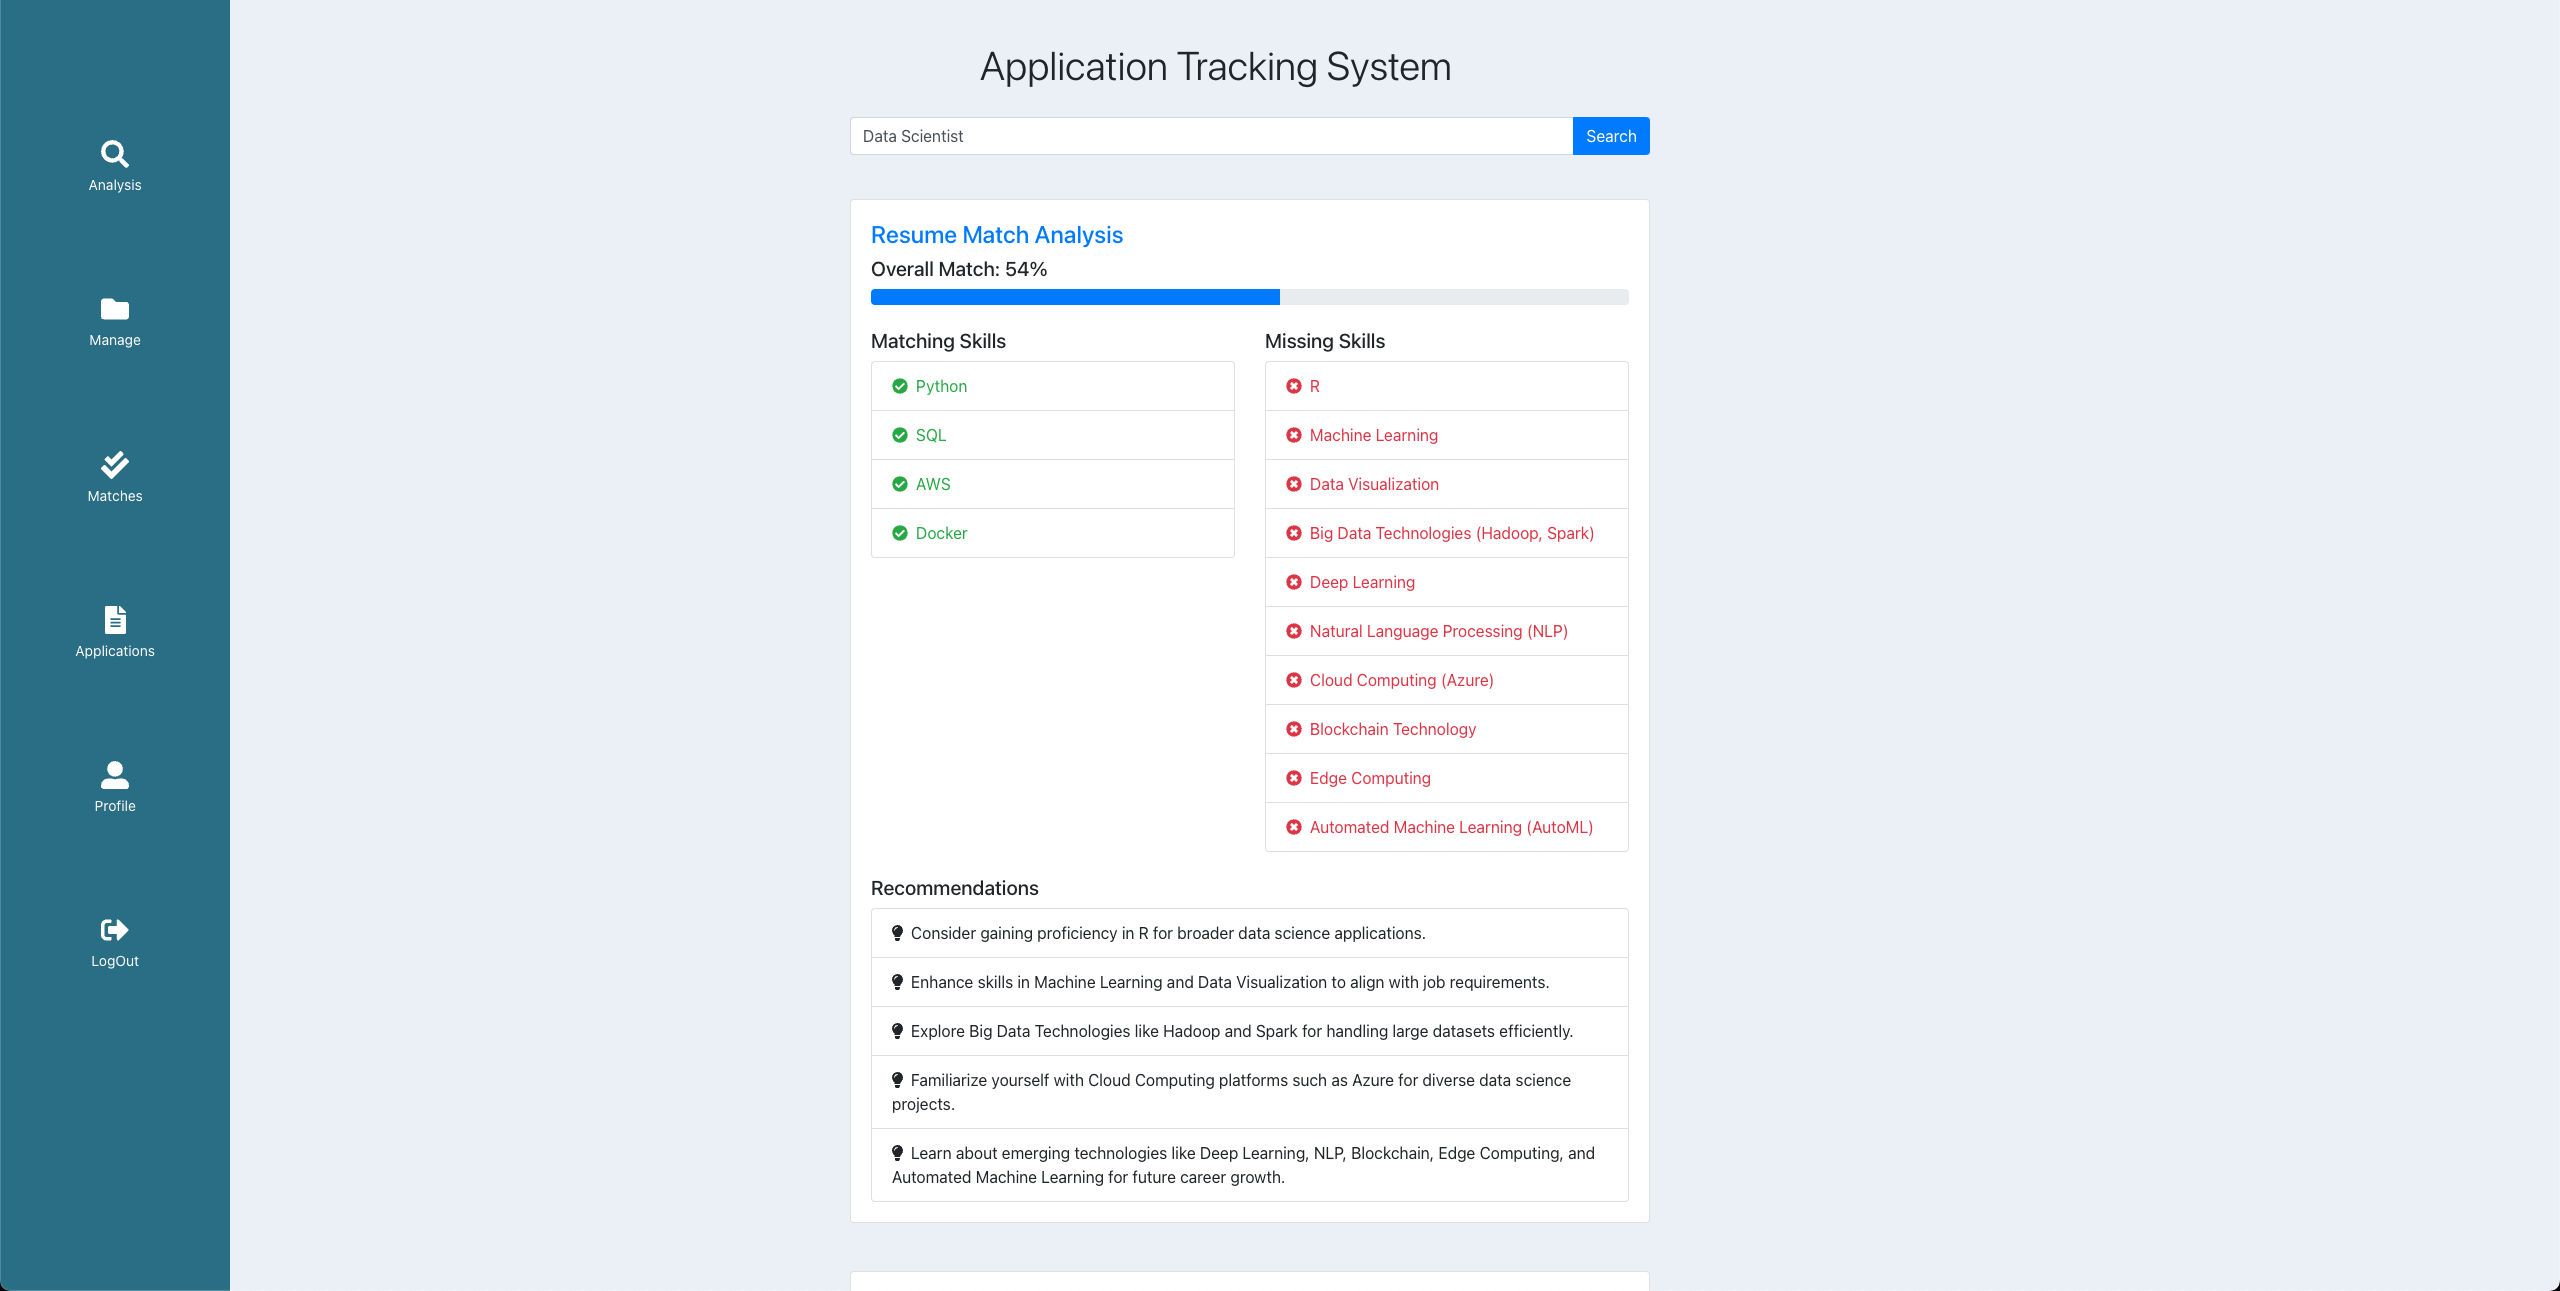 Application Tracking System
Data Scientist
Search
Analysis
Manage
Matches
Applications
Profile
LogOut
Resume Match Analysis
Overall Match: 54%
Matching Skills
Python
SQL
AWS
Docker
Missing Skills
R
Machine Learning
Data Visualization
Big Data Technologies (Hadoop, Spark)
Deep Learning
Natural Language Processing (NLP)
Cloud Computing (Azure)
Blockchain Technology
Edge Computing
Automated Machine Learning (AutoML)
Recommendations
Consider gaining proficiency in R for broader data science applications.
Enhance skills in Machine Learning and Data Visualization to align with job requirements.
Explore Big Data Technologies like Hadoop and Spark for handling large datasets efficiently.
Familiarize yourself with Cloud Computing platforms such as Azure for diverse data science
projects.
Learn about emerging technologies like Deep Learning, NLP, Blockchain, Edge Computing, and
Automated Machine Learning for future career growth.